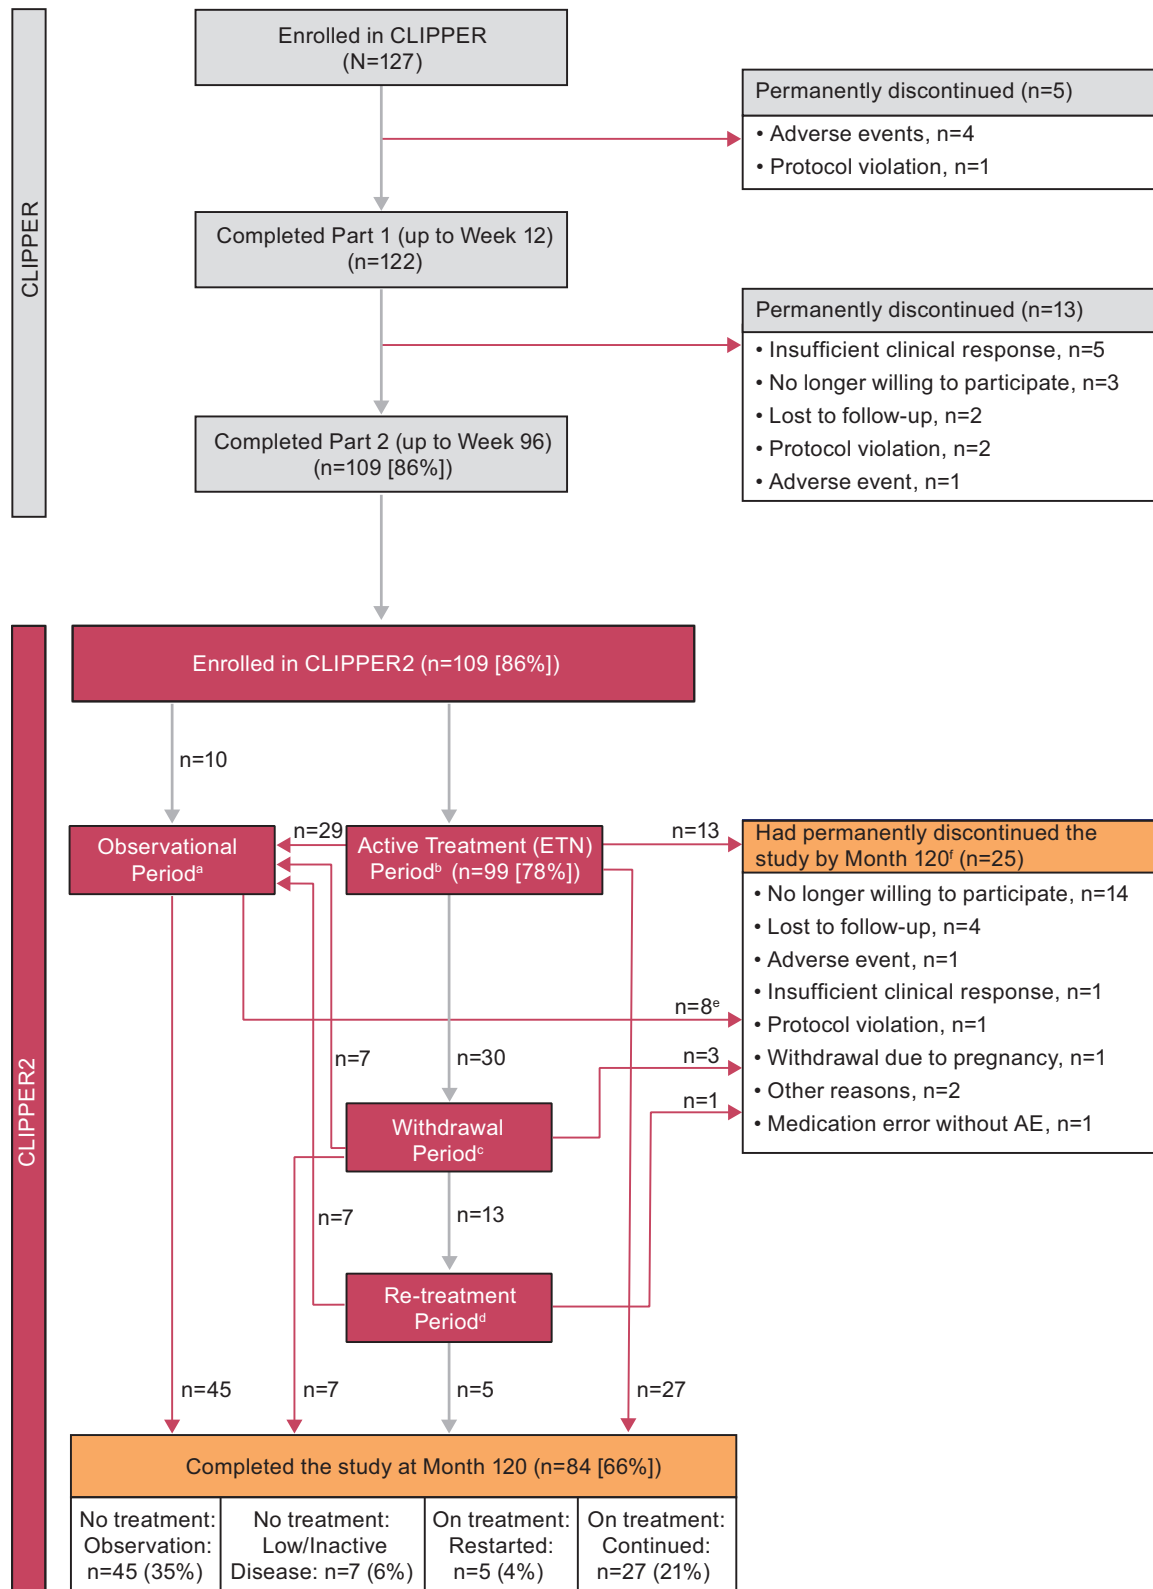 CLIPPER
Enrolled in CLIPPER
(N=127)
Permanently discontinued (n=5)
• Adverse events, n=4
• Protocol violation, n=1
Completed Part 1 (up to Week 12)
(n=122)
Permanently discontinued (n=13)
• Insufficient clinical response, n=5
• No longer willing to participate, n=3
• Lost to follow-up, n=2
• Protocol violation, n=2
• Adverse event, n=1
Completed Part 2 (up to Week 96)
(n=109 [86%])
CLIPPER2
Enrolled in CLIPPER2 (n=109 [86%])
n=10
Observational
Periodᵃ
n=29
Active Treatment (ETN)
Periodᵇ (n=99 [78%])
n=13
Had permanently discontinued the
study by Month 120ᶠ (n=25)
• No longer willing to participate, n=14
• Lost to follow-up, n=4
• Adverse event, n=1
• Insufficient clinical response, n=1
• Protocol violation, n=1
• Withdrawal due to pregnancy, n=1
• Other reasons, n=2
• Medication error without AE, n=1
n=8ᵉ
n=7
n=30
n=3
n=1
Withdrawal
Periodᶜ
n=7
n=13
Re-treatment
Periodᵈ
n=45
n=7
n=5
n=27
Completed the study at Month 120 (n=84 [66%])
No treatment:
Observation:
n=45 (35%)
No treatment:
Low/Inactive
Disease: n=7 (6%)
On treatment:
Restarted:
n=5 (4%)
On treatment:
Continued:
n=27 (21%)